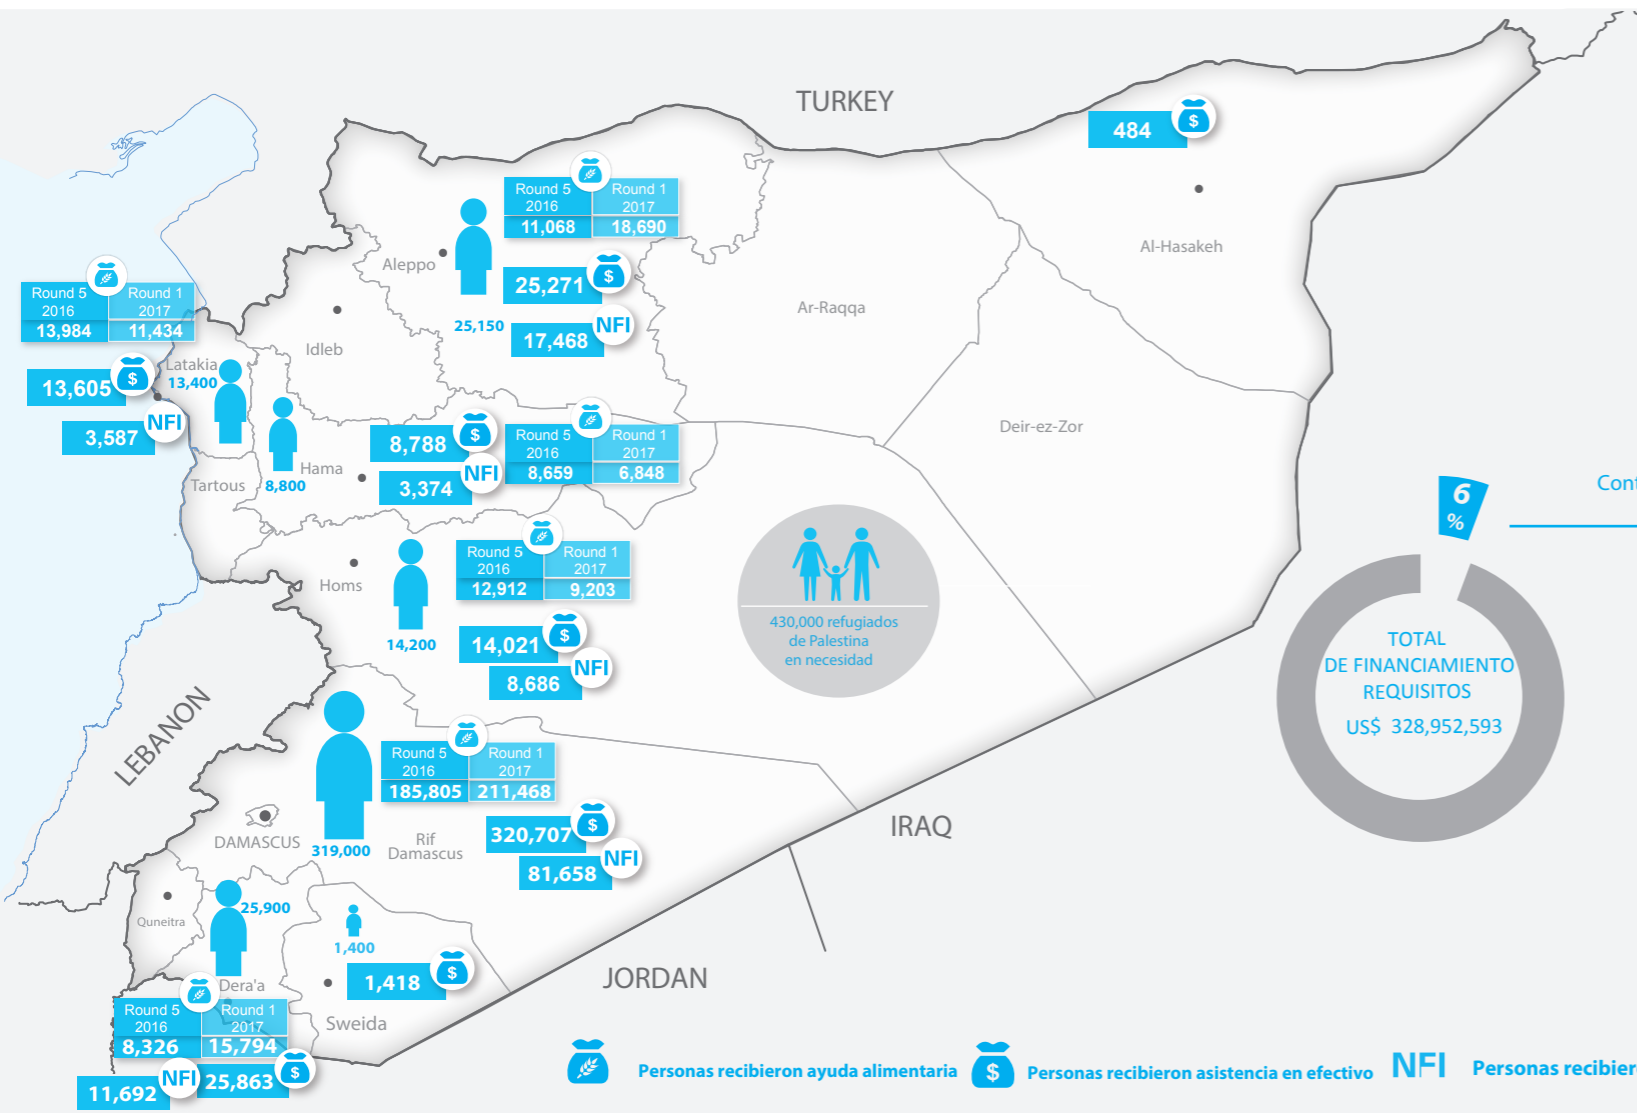 TURKEY
484
Al-Hasakeh
Round 5
2016
Round 1
2017
11,068
18,690
Aleppo
25,271
25,150
17,468
NFI
Ar-Raqqa
Idleb
Round 5
2016
Round 1
2017
13,984
11,434
Latakia
13,400
13,605
3,587
NFI
Deir-ez-Zor
8,788
3,374
NFI
Round 5
2016
Round 1
2017
8,659
6,848
Hama
8,800
Tartous
6
%
Cont
Homs
14,200
Round 5
2016
Round 1
2017
12,912
9,203
14,021
8,686
NFI
430,000 refugiados
de Palestina
en necesidad
TOTAL
DE FINANCIAMIENTO
REQUISITOS
US$ 328,952,593
LEBANON
Round 5
2016
Round 1
2017
185,805
211,468
DAMASCUS
319,000
Rif
Damascus
320,707
81,658
NFI
IRAQ
Quneitra
25,900
1,400
1,418
JORDAN
Dera'a
Sweida
Round 5
2016
Round 1
2017
8,326
15,794
11,692
NFI
25,863
Personas recibieron ayuda alimentaria
$
Personas recibieron asistencia en efectivo
NFI
Personas recibier